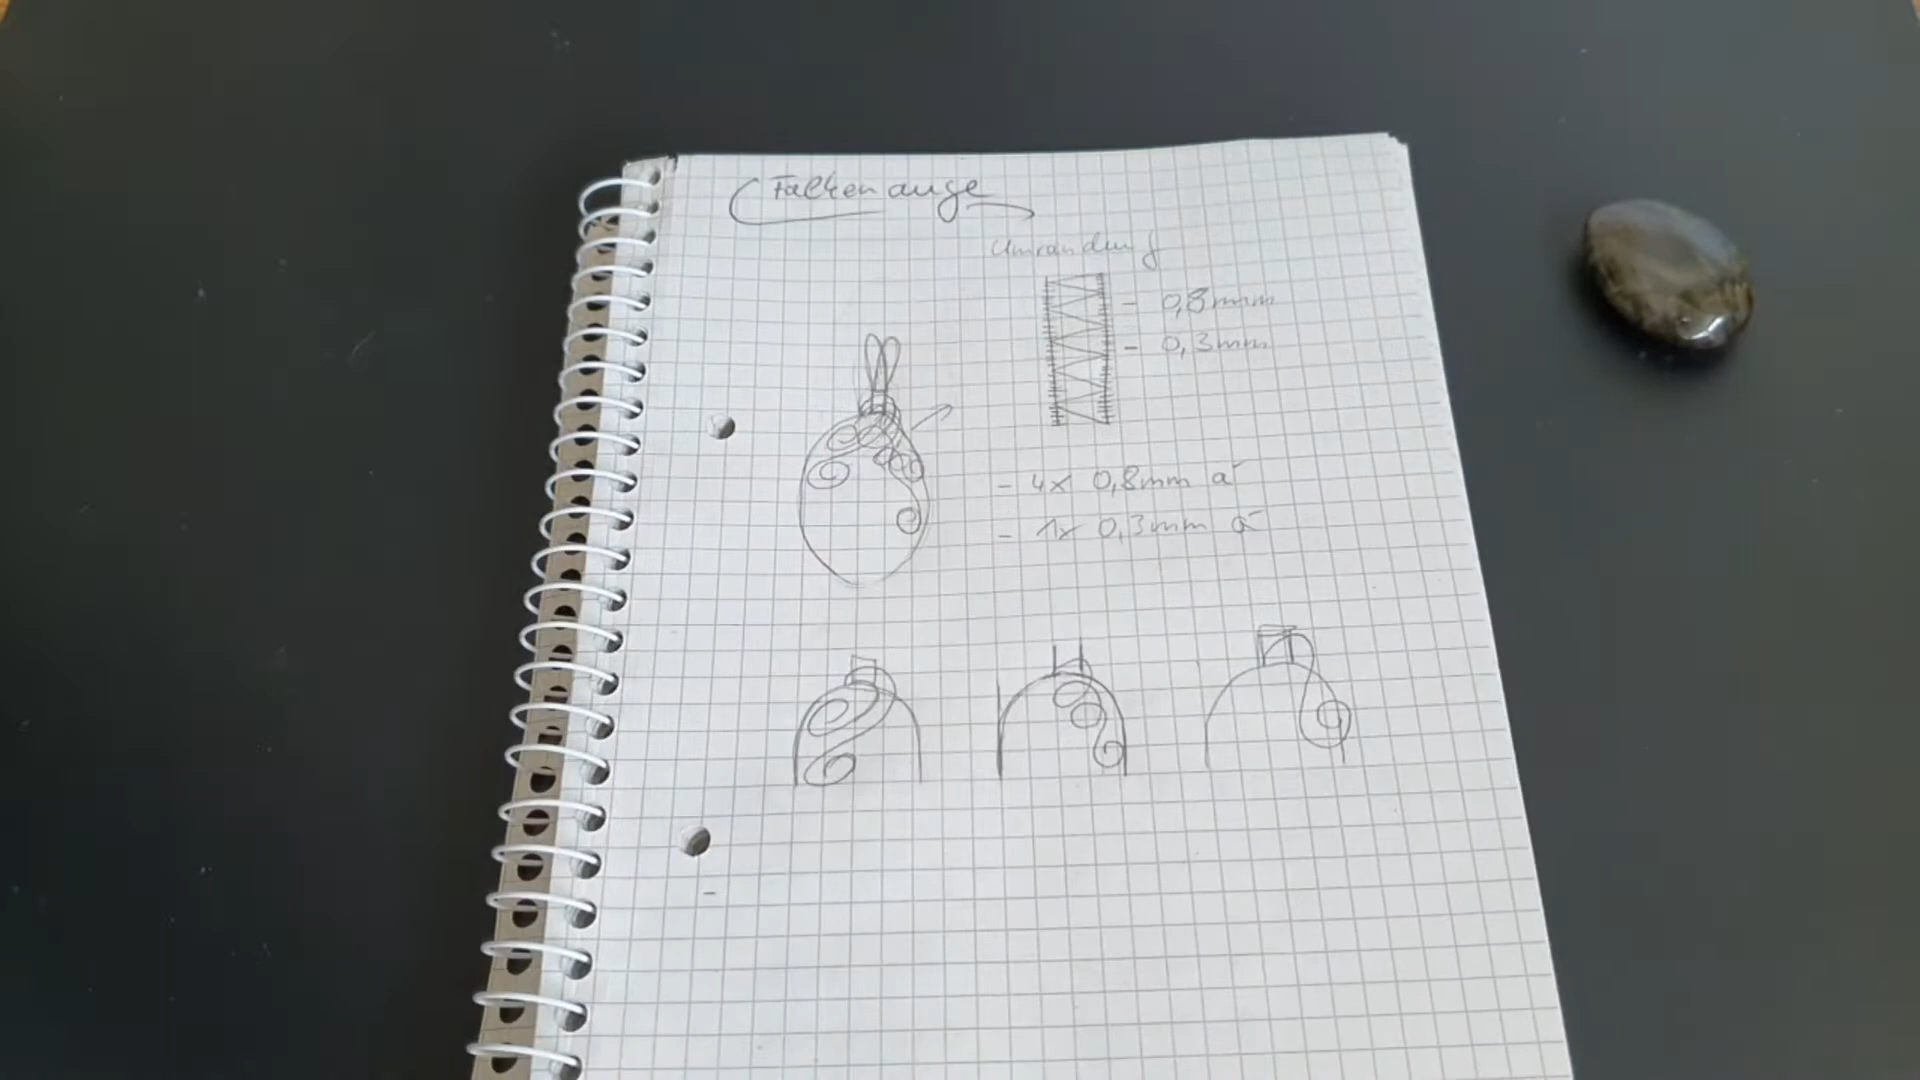 Falkenauge
Umrandung
- 0,8mm
- 0,3mm
- 4x 0,8mm á
- 1x 0,3mm á